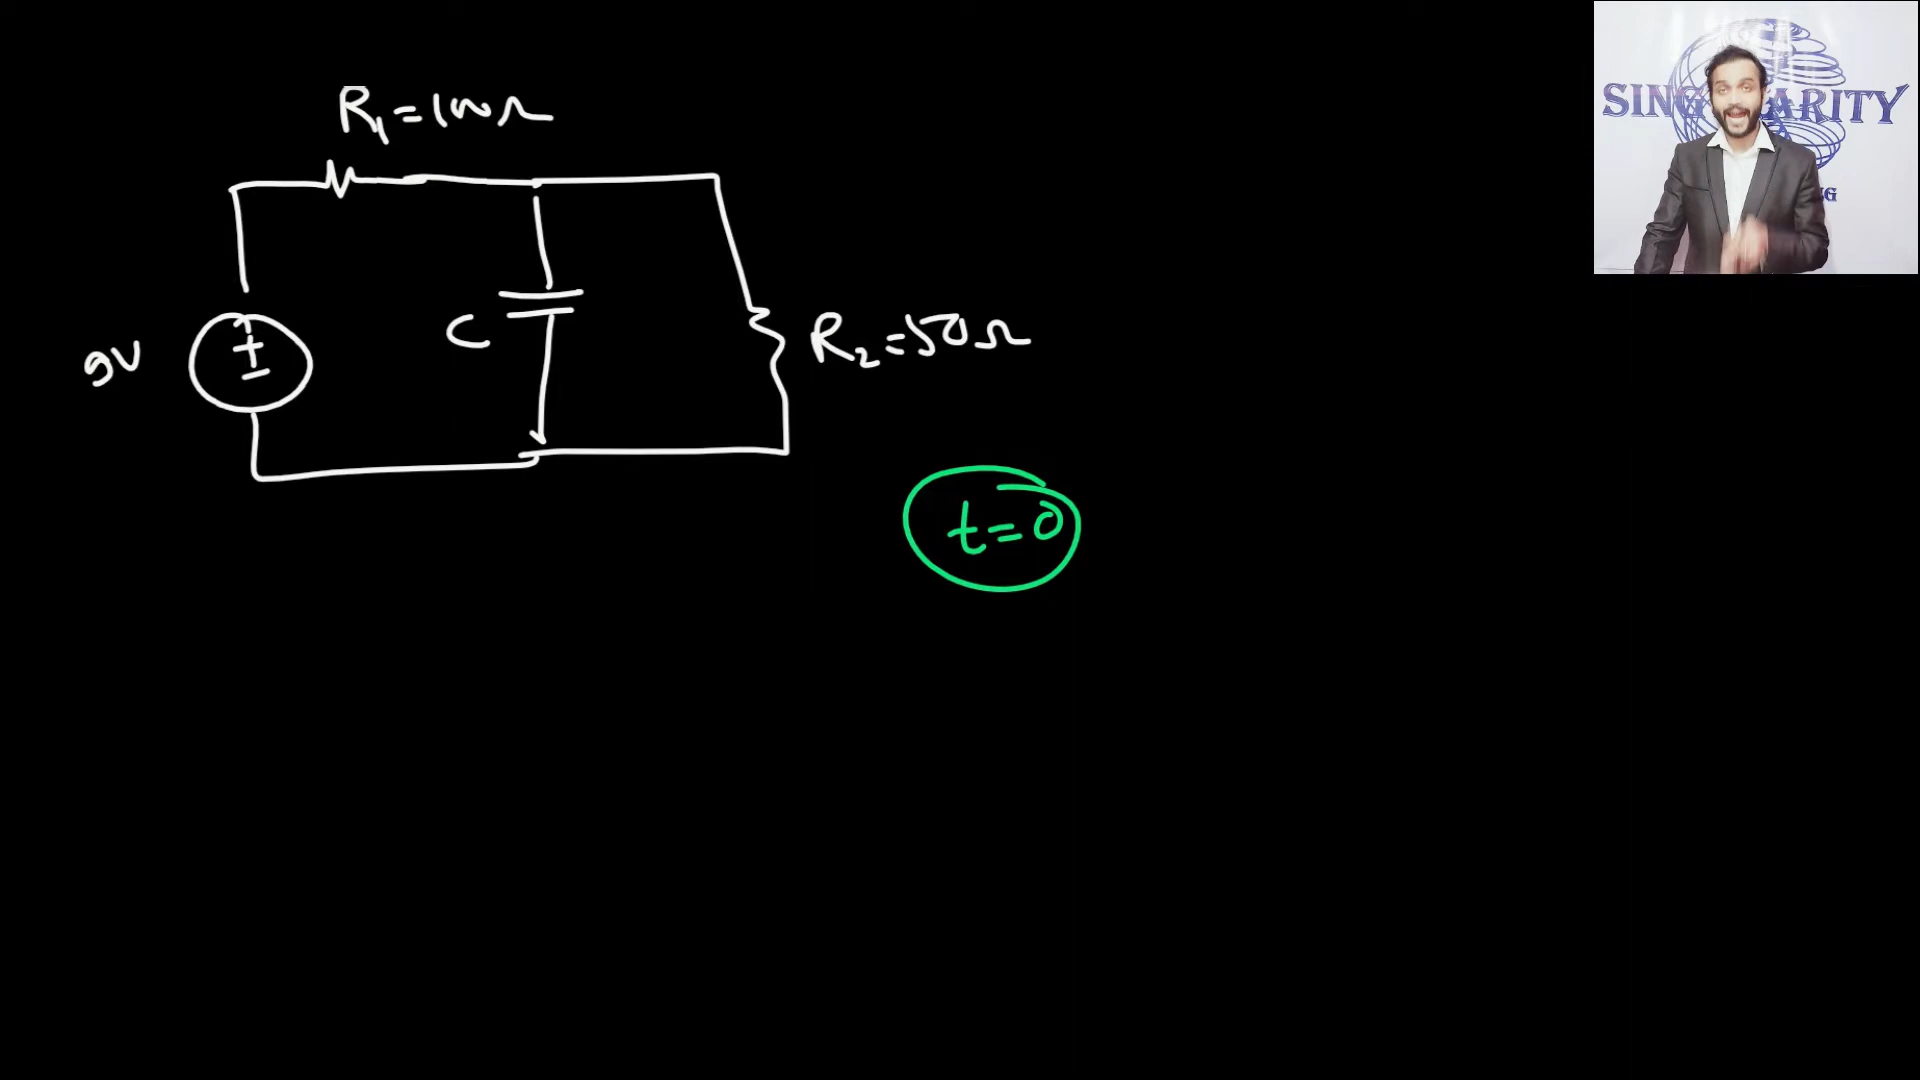 R₁=100Ω
9V
+
C
R₂=50Ω
t=0
SING ARITY
G